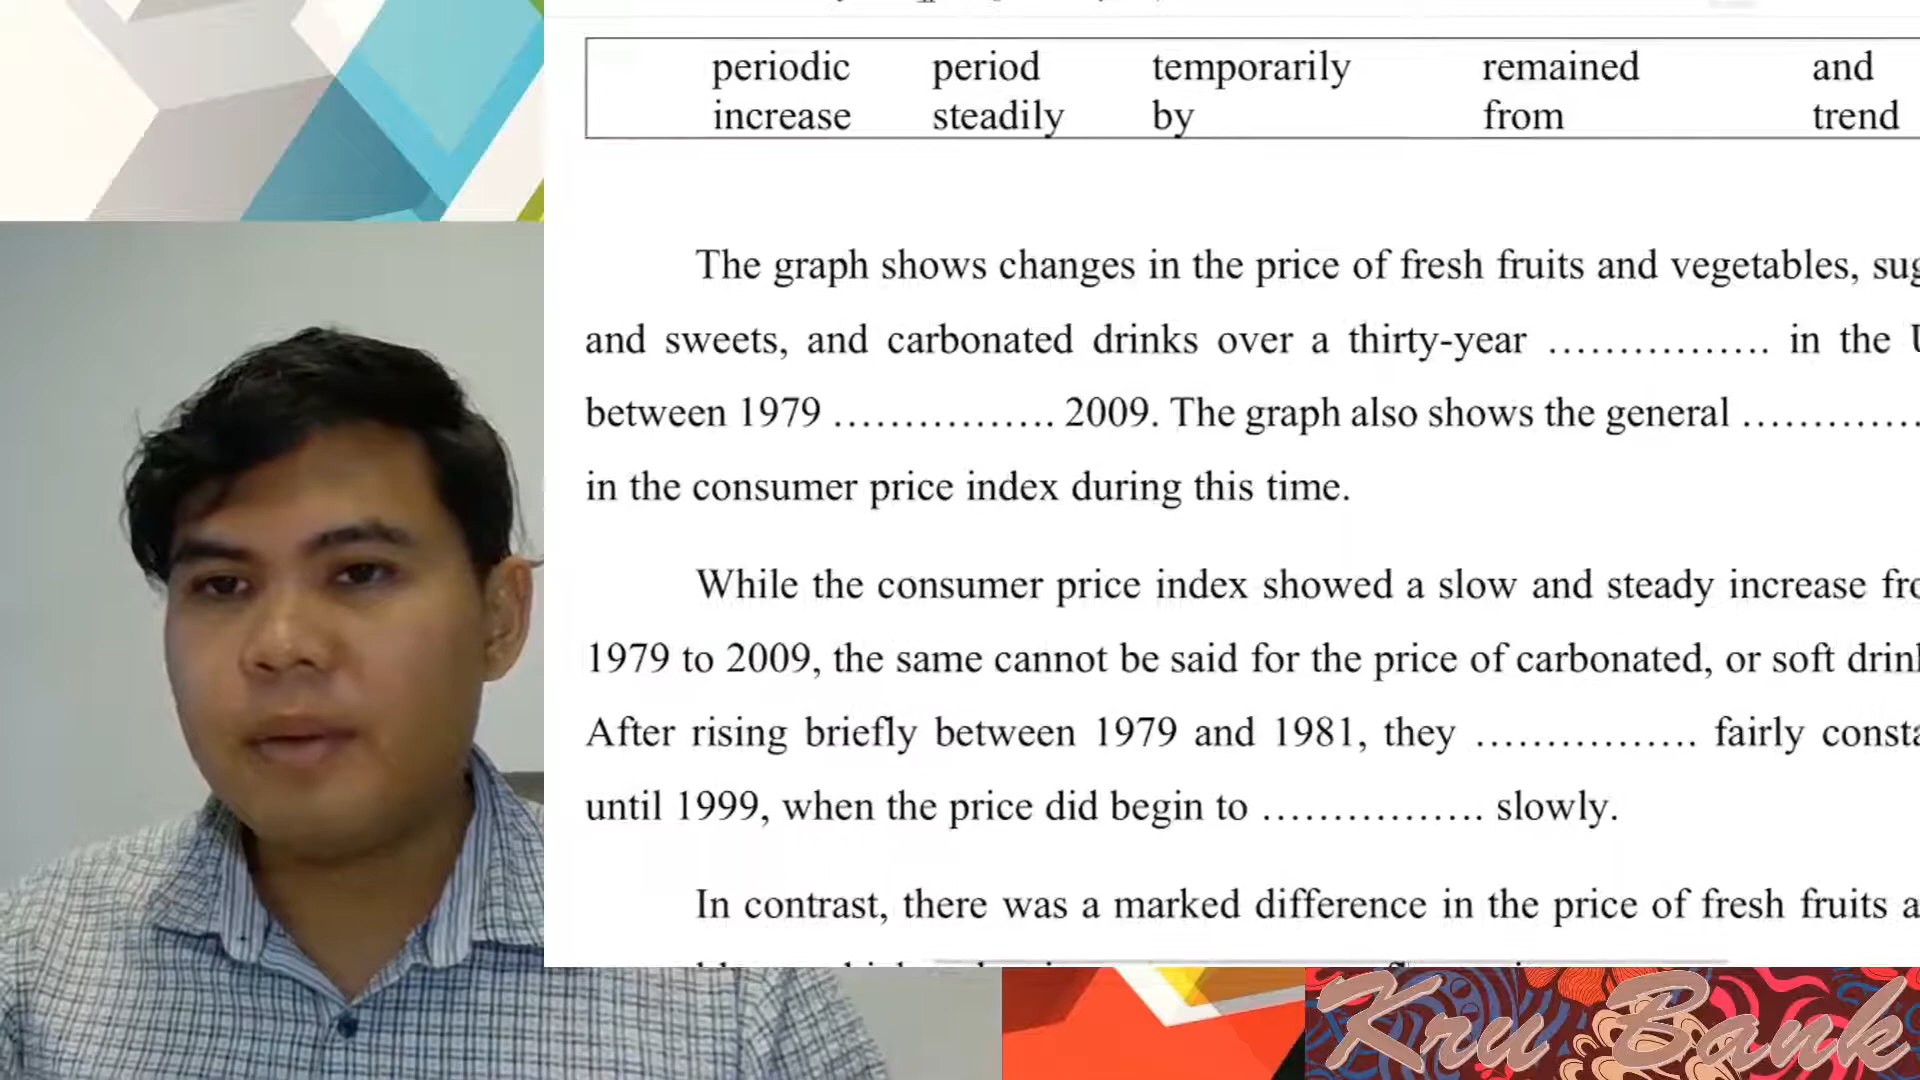 periodic period temporarily remained and
increase steadily by from trend
The graph shows changes in the price of fresh fruits and vegetables, sug
and sweets, and carbonated drinks over a thirty-year ................ in the U
between 1979 ................ 2009. The graph also shows the general .............
in the consumer price index during this time.
While the consumer price index showed a slow and steady increase fro
1979 to 2009, the same cannot be said for the price of carbonated, or soft drink
After rising briefly between 1979 and 1981, they ................ fairly consta
until 1999, when the price did begin to ................ slowly.
In contrast, there was a marked difference in the price of fresh fruits a
Kru Bank